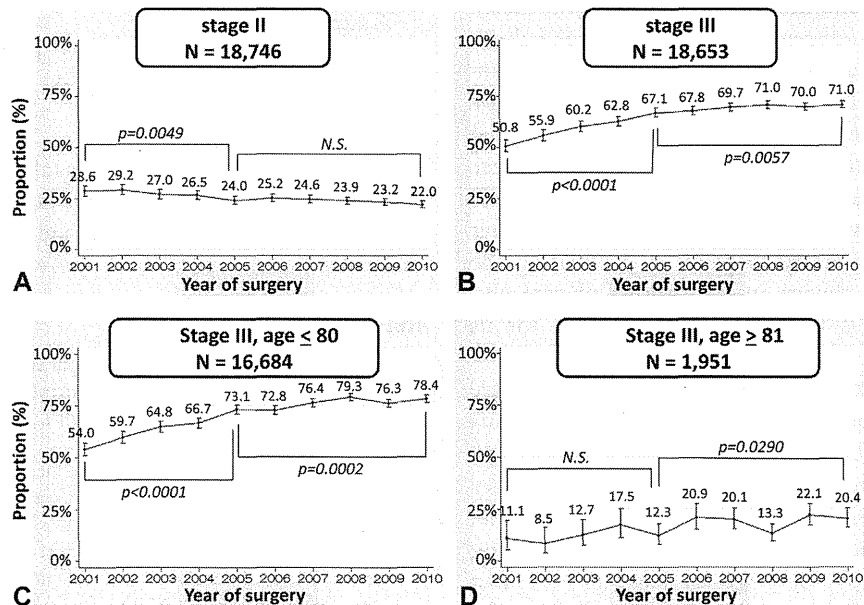 stage II
N = 18,746
100%
75%
50%
25%
0%
Proportion (%)
p=0.0049
N.S.
28.6 29.2 27.0 26.5 24.0 25.2 24.6 23.9 23.2 22.0
2001 2002 2003 2004 2005 2006 2007 2008 2009 2010
A Year of surgery
stage III
N = 18,653
100%
75%
50%
25%
0%
50.8 55.9 60.2 62.8 67.1 67.8 69.7 71.0 70.0 71.0
p<0.0001
p=0.0057
2001 2002 2003 2004 2005 2006 2007 2008 2009 2010
B Year of surgery
Stage III, age ≤ 80
N = 16,684
100%
75%
50%
25%
0%
Proportion (%)
54.0 59.7 64.8 66.7 73.1 72.8 76.4 79.3 76.3 78.4
p<0.0001
p=0.0002
2001 2002 2003 2004 2005 2006 2007 2008 2009 2010
C Year of surgery
Stage III, age ≥ 81
N = 1,951
100%
75%
50%
25%
0%
N.S.
p=0.0290
11.1 8.5 12.7 17.5 12.3 20.9 20.1 13.3 22.1 20.4
2001 2002 2003 2004 2005 2006 2007 2008 2009 2010
D Year of surgery